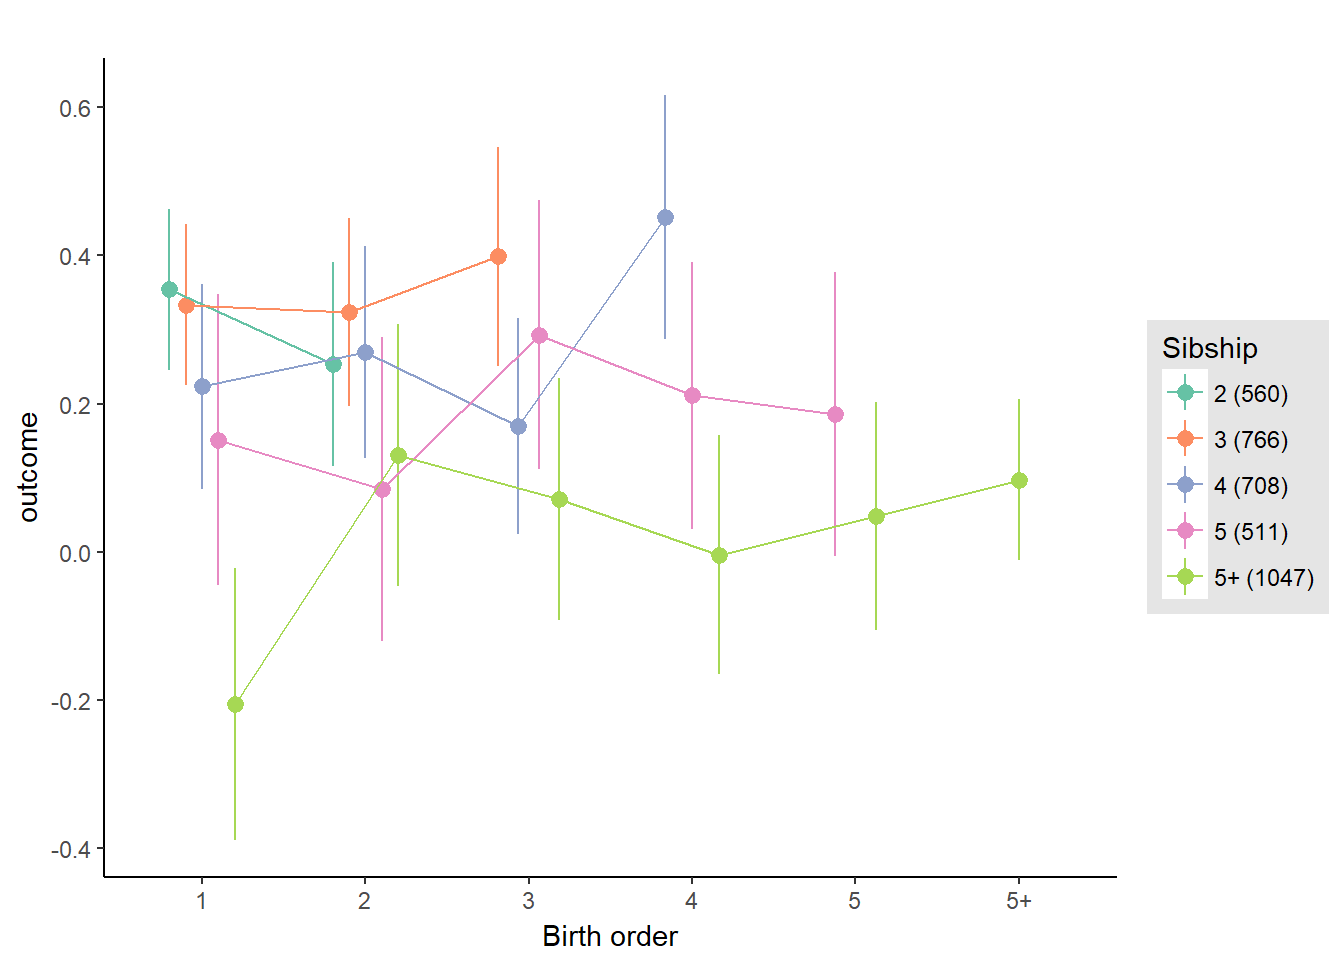 0.6
0.4
0.2
0.0
-0.2
-0.4
outcome
1 2 3 4 5 5+
Birth order
Sibship
2 (560)
3 (766)
4 (708)
5 (511)
5+ (1047)